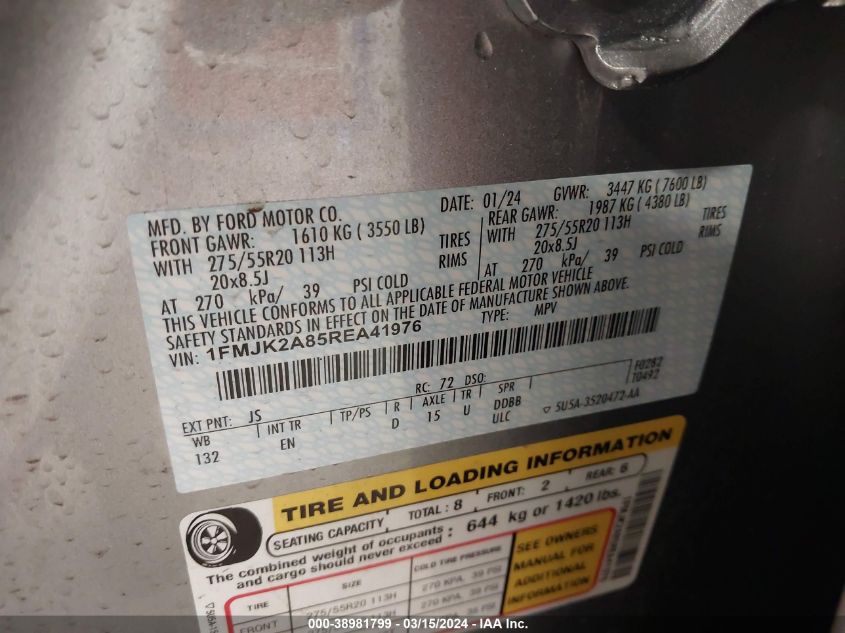 MFD. BY FORD MOTOR CO.
DATE: 01/24
GVWR: 3447 KG ( 7600 LB)
FRONT GAWR: 1610 KG ( 3550 LB)
REAR GAWR: 1987 KG ( 4380 LB)
WITH 275/55R20 113H TIRES
WITH 275/55R20 113H TIRES
20x8.5J RIMS
20x8.5J RIMS
AT 270 kPa/ 39 PSI COLD
AT 270 kPa/ 39 PSI COLD
THIS VEHICLE CONFORMS TO ALL APPLICABLE FEDERAL MOTOR VEHICLE
SAFETY STANDARDS IN EFFECT ON THE DATE OF MANUFACTURE SHOWN ABOVE.
VIN: 1FMJK2A85REA41976
TYPE: MPV
F0282
T0492
EXT PNT: JS RC: 72 DSO:
WB INT TR TP/PS R AXLE TR SPR
132 EN D 15 U DDBB
ULC
▽ 5U5A-3520472-AA
TIRE AND LOADING INFORMATION
SEATING CAPACITY TOTAL : 8 FRONT: 2 REAR: 6
The combined weight of occupants
and cargo should never exceed : 644 kg or 1420 lbs.
TIRE SIZE COLD TIRE PRESSURE
FRONT 275/55R20 113H 270 KPA, 39 PSI
SEE OWNERS
MANUAL FOR
ADDITIONAL
INFORMATION
000 - 38981799 - 03/15/2024 - IAA Inc.